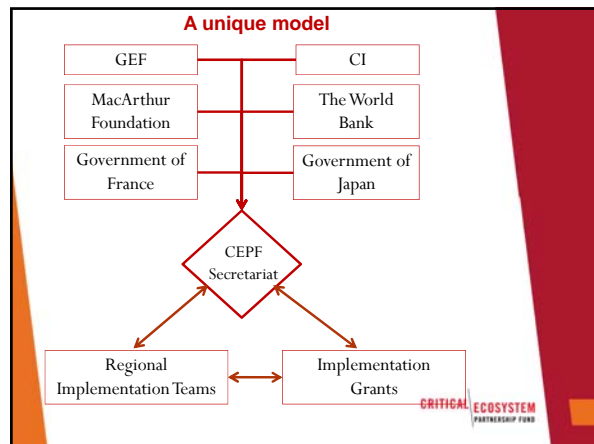 A unique model
GEF
CI
MacArthur
Foundation
The World
Bank
Government of
France
Government of
Japan
CEPF
Secretariat
Regional
Implementation Teams
Implementation
Grants
CRITICAL ECOSYSTEM
PARTNERSHIP FUND